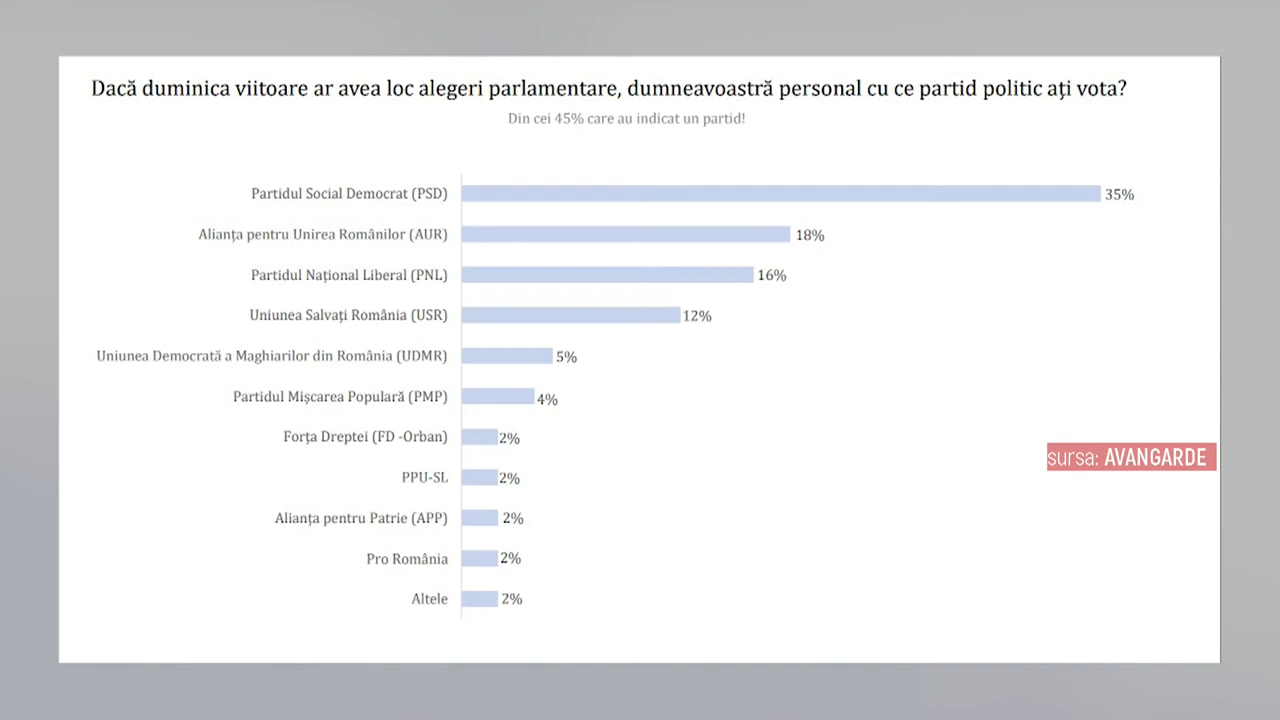 Dacă duminica viitoare ar avea loc alegeri parlamentare, dumneavoastră personal cu ce partid politic ați vota?
Din cei 45% care au indicat un partid!
Partidul Social Democrat (PSD) 35%
Alianța pentru Unirea Românilor (AUR) 18%
Partidul Național Liberal (PNL) 16%
Uniunea Salvați România (USR) 12%
Uniunea Democrată a Maghiarilor din România (UDMR) 5%
Partidul Mișcarea Populară (PMP) 4%
Forța Dreptei (FD -Orban) 2%
sursa: AVANGARDE
PPU-SL 2%
Alianța pentru Patrie (APP) 2%
Pro România 2%
Altele 2%